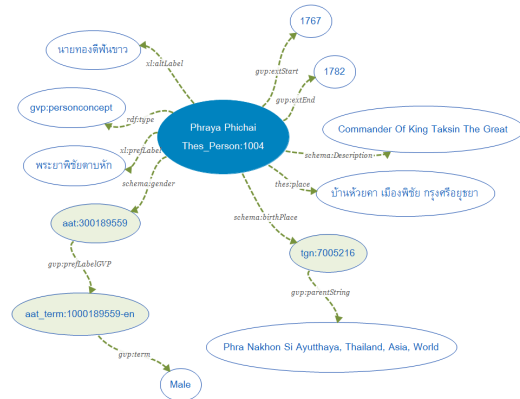 1767
นายทองดีฟันขาว
xl:altLabel
gvp:extStart
1782
gvp:personconcept
rdf:type
gvp:extEnd
Phraya Phichai
Thes_Person:1004
Commander Of King Taksin The Great
xl:prefLabel
schema:Description
พระยาพิชัยดาบหัก
schema:gender
thes:place
บ้านห้วยคา เมืองพิชัย กรุงศรีอยุธยา
schema:birthPlace
aat:300189559
tgn:7005216
gvp:prefLabelGVP
gvp:parentString
aat_term:1000189559-en
Phra Nakhon Si Ayutthaya, Thailand, Asia, World
gvp:term
Male